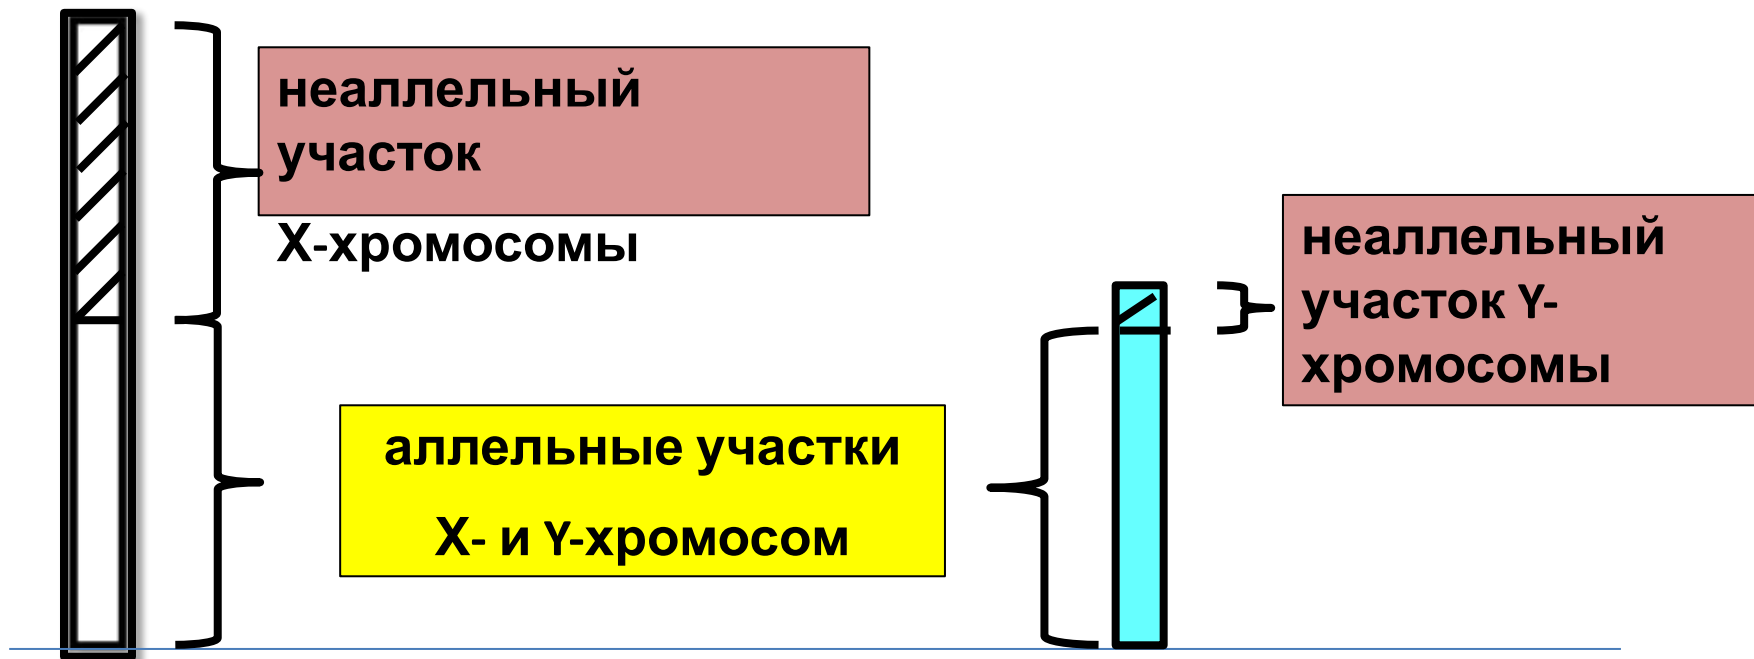 неаллельный
участок
Х-хромосомы
неаллельный
участок Y-
хромосомы
аллельные участки
Х- и Y-хромосом